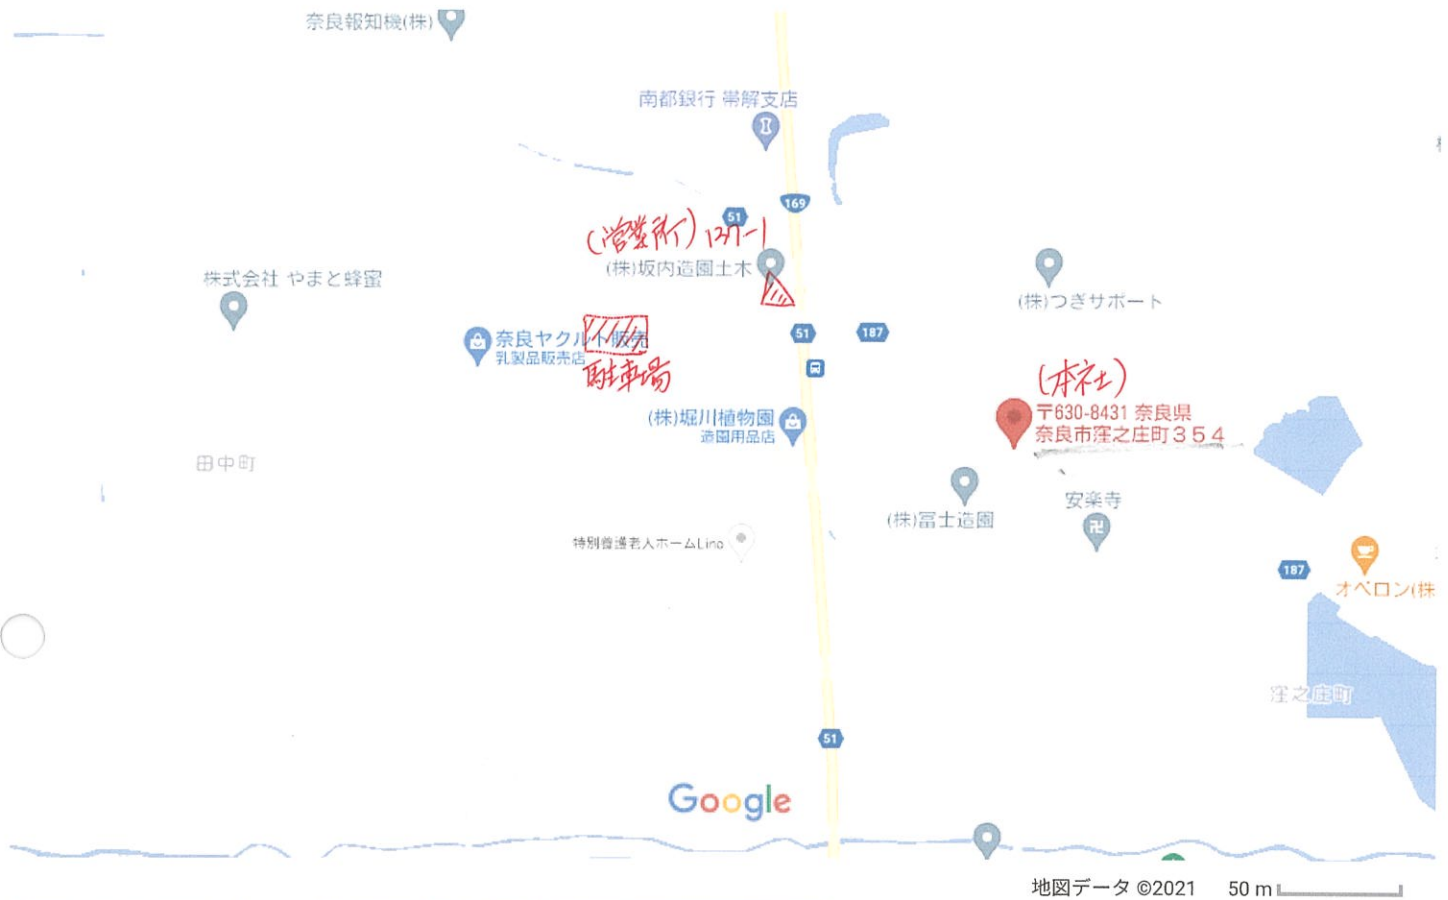 奈良報知機(株)
南都銀行 帯解支店
169
51
(営業所) 137-1
(株)坂内造園土木
株式会社 やまと蜂蜜
(株)つぎサポート
奈良ヤクルト販売
乳製品販売店
51
187
駐車場
(本社)
〒630-8431 奈良県
奈良市窪之庄町354
(株)堀川植物園
造園用品店
田中町
(株)冨士造園
安楽寺
特別養護老人ホームLino
187
オペロン(株
窪之庄町
51
Google
地図データ ©2021 50 m